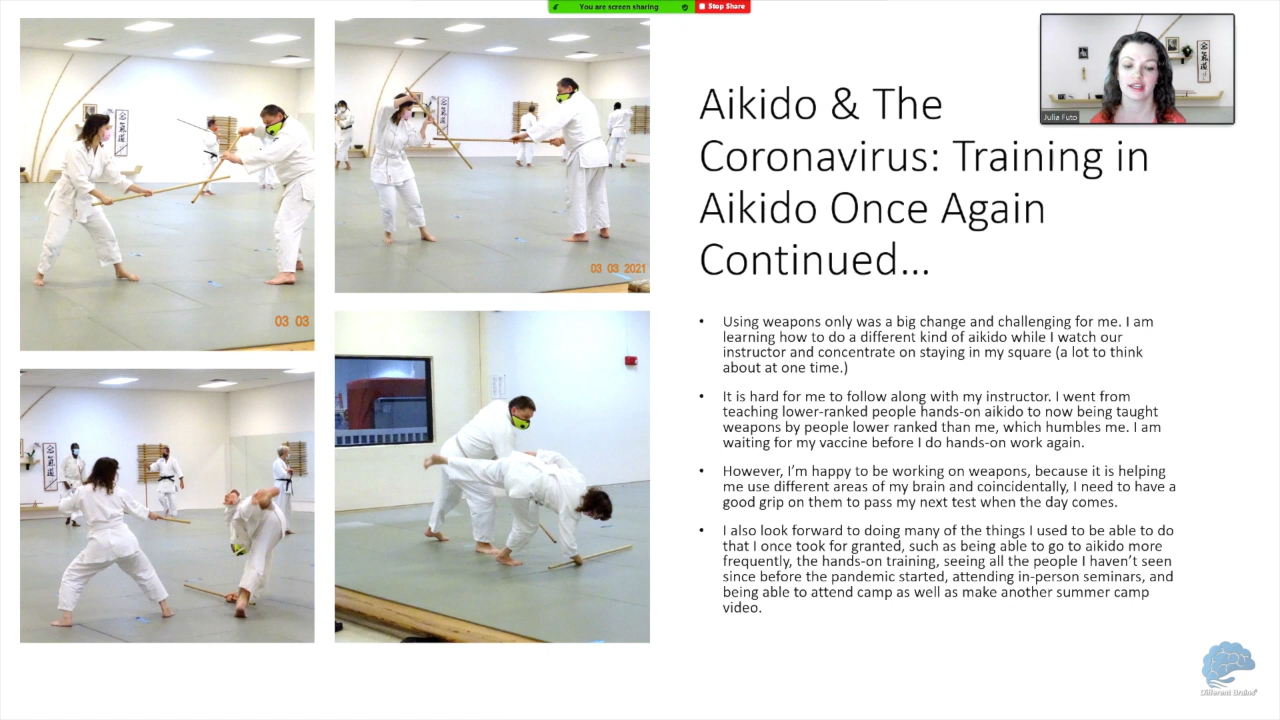 You are screen sharing
Stop Share
Julia Futo
Aikido & The
Coronavirus: Training in
Aikido Once Again
Continued...
03 03
03 03 2021
• Using weapons only was a big change and challenging for me. I am
learning how to do a different kind of aikido while I watch our
instructor and concentrate on staying in my square (a lot to think
about at one time.)
• It is hard for me to follow along with my instructor. I went from
teaching lower-ranked people hands-on aikido to now being taught
weapons by people lower ranked than me, which humbles me. I am
waiting for my vaccine before I do hands-on work again.
• However, I’m happy to be working on weapons, because it is helping
me use different areas of my brain and coincidentally, I need to have a
good grip on them to pass my next test when the day comes.
• I also look forward to doing many of the things I used to be able to do
that I once took for granted, such as being able to go to aikido more
frequently, the hands-on training, seeing all the people I haven’t seen
since before the pandemic started, attending in-person seminars, and
being able to attend camp as well as make another summer camp
video.
Different Brains®